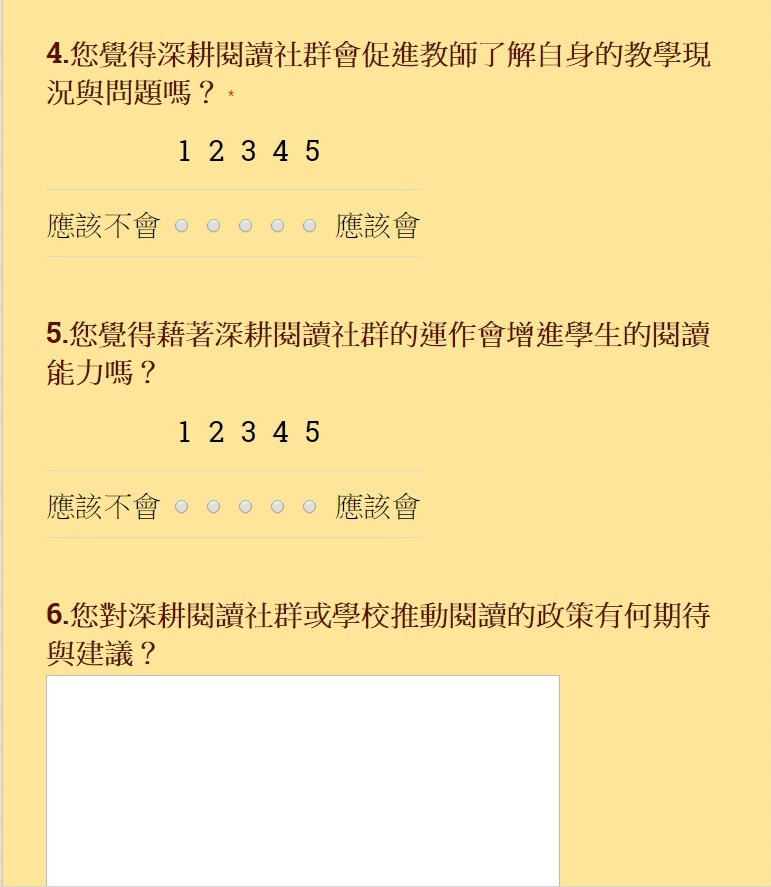 4.您覺得深耕閱讀社群會促進教師了解自身的教學現
況與問題嗎？ *
1 2 3 4 5
應該不會 應該會
5.您覺得藉著深耕閱讀社群的運作會增進學生的閱讀
能力嗎？
1 2 3 4 5
應該不會 應該會
6.您對深耕閱讀社群或學校推動閱讀的政策有何期待
與建議？